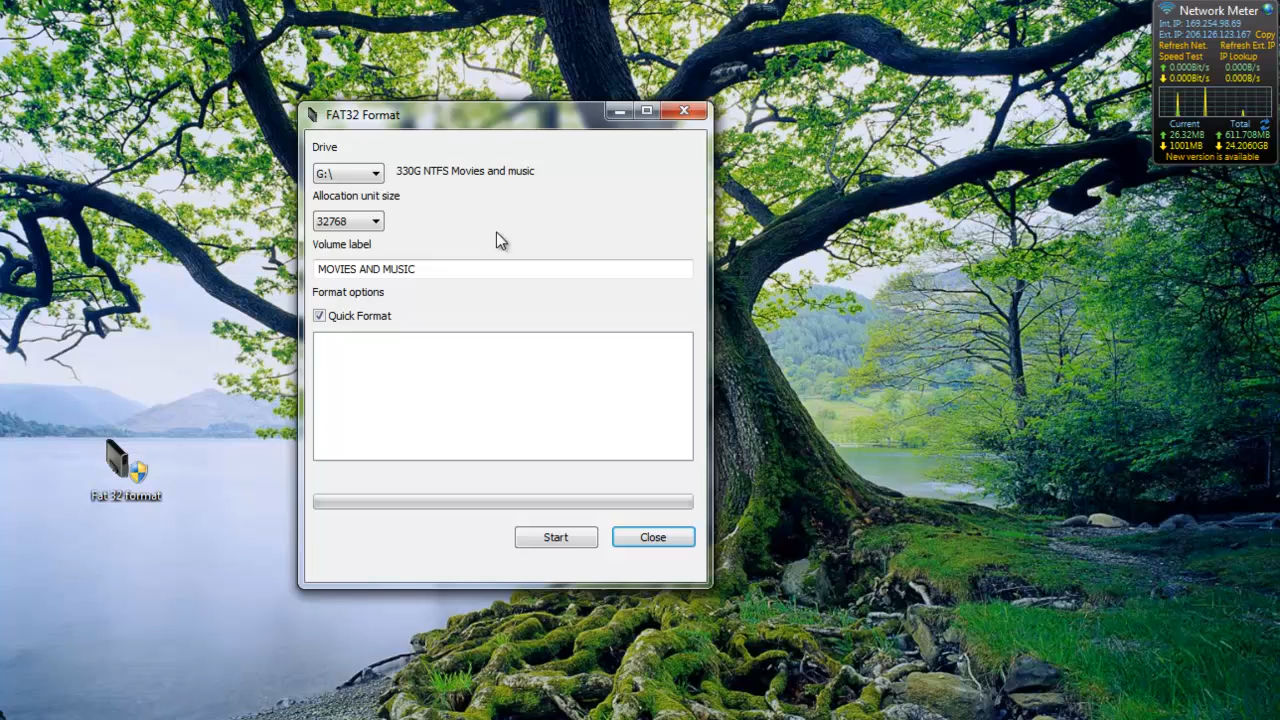 FAT32 Format
Drive
G:\
330G NTFS Movies and music
Allocation unit size
32768
Volume label
MOVIES AND MUSIC
Format options
Quick Format
Start
Close
Fat 32 format
Network Meter
Int. IP: 169.254.98.69
Ext. IP: 206.126.123.167 Copy
Refresh Net. Refresh Ext. IP
Speed Test IP Lookup
0.000Bit/s 0.000B/s
0.000Bit/s 0.000B/s
Current Total
26.32MB 611.708MB
1001MB 24.2060GB
New version is available